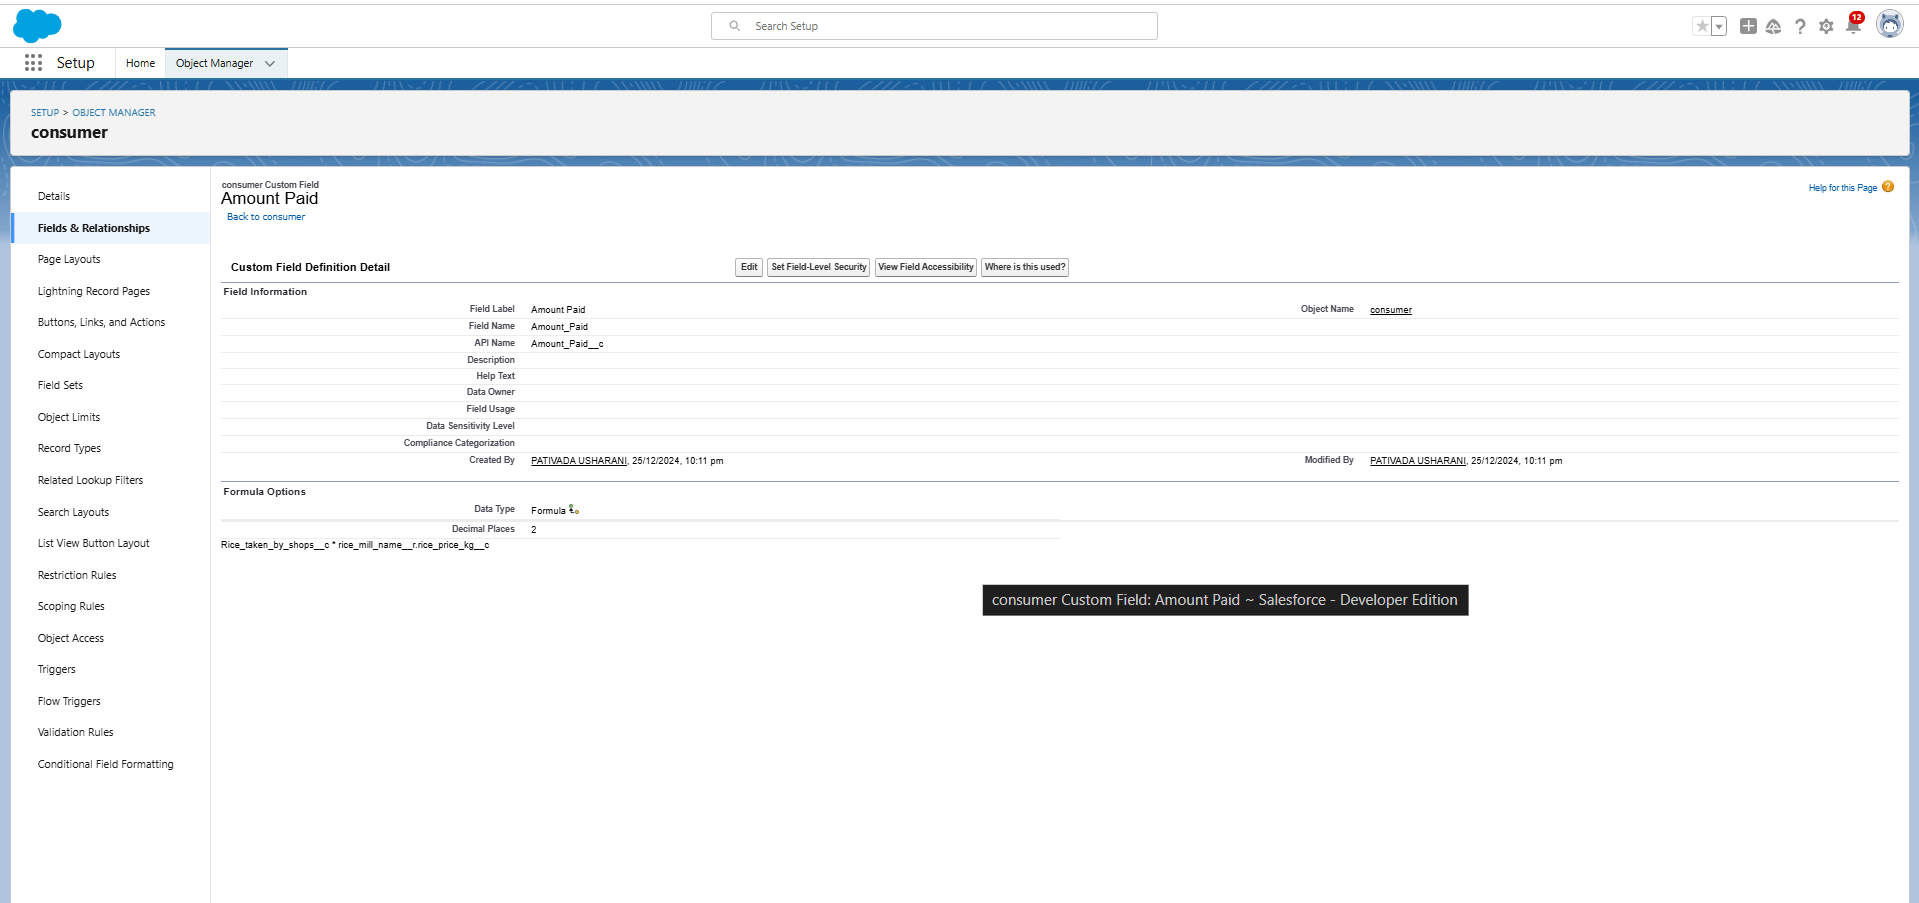 Search Setup
12
Setup
Home
Object Manager
SETUP > OBJECT MANAGER
consumer
Details
Fields & Relationships
Page Layouts
Lightning Record Pages
Buttons, Links, and Actions
Compact Layouts
Field Sets
Object Limits
Record Types
Related Lookup Filters
Search Layouts
List View Button Layout
Restriction Rules
Scoping Rules
Object Access
Triggers
Flow Triggers
Validation Rules
Conditional Field Formatting
consumer Custom Field
Amount Paid
Back to consumer
Help for this Page ?
Custom Field Definition Detail
Edit
Set Field-Level Security
View Field Accessibility
Where is this used?
Field Information
Field Label Amount Paid
Object Name consumer
Field Name Amount_Paid
API Name Amount_Paid__c
Description
Help Text
Data Owner
Field Usage
Data Sensitivity Level
Compliance Categorization
Created By PATIVADA USHARANI, 25/12/2024, 10:11 pm
Modified By PATIVADA USHARANI, 25/12/2024, 10:11 pm
Formula Options
Data Type Formula
Decimal Places 2
Rice_taken_by_shops__c * rice_mill_name__r.rice_price_kg__c
consumer Custom Field: Amount Paid ~ Salesforce - Developer Edition